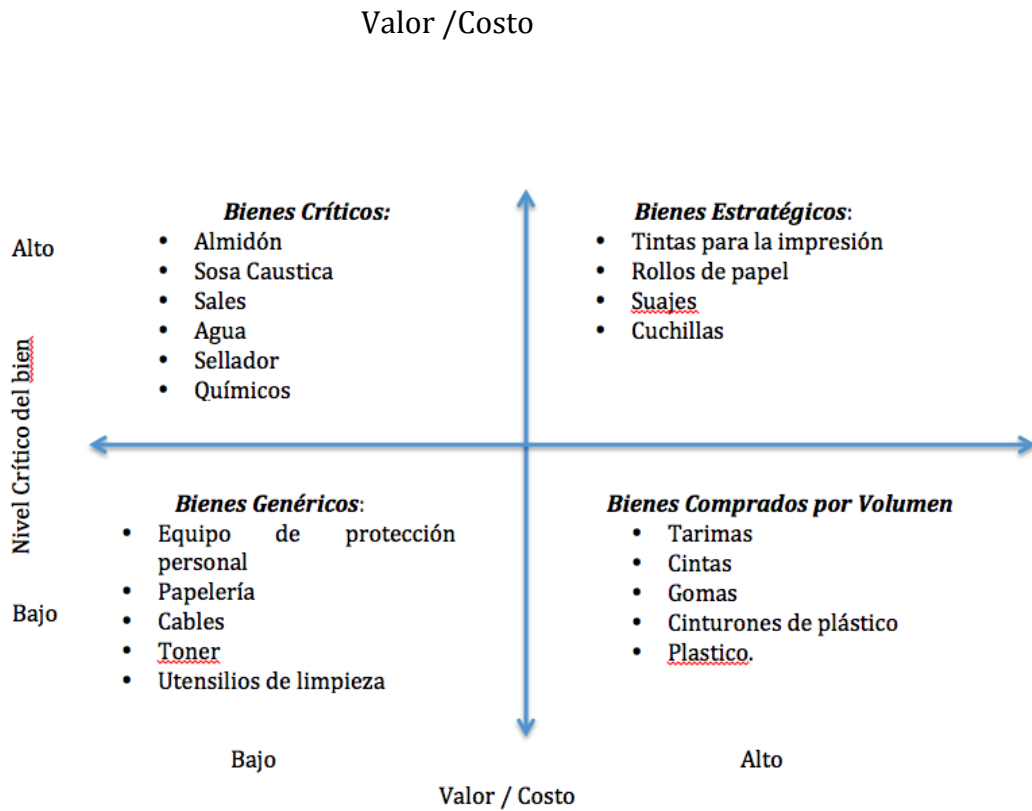 Valor /Costo
Alto
Nivel Crítico del bien
Bajo
Bienes Críticos:
• Almidón
• Sosa Caustica
• Sales
• Agua
• Sellador
• Químicos
Bienes Estratégicos:
• Tintas para la impresión
• Rollos de papel
• Suajes
• Cuchillas
Bienes Genéricos:
• Equipo de protección
personal
• Papelería
• Cables
• Toner
• Utensilios de limpieza
Bienes Comprados por Volumen
• Tarimas
• Cintas
• Gomas
• Cinturones de plástico
• Plastico.
Bajo
Alto
Valor / Costo